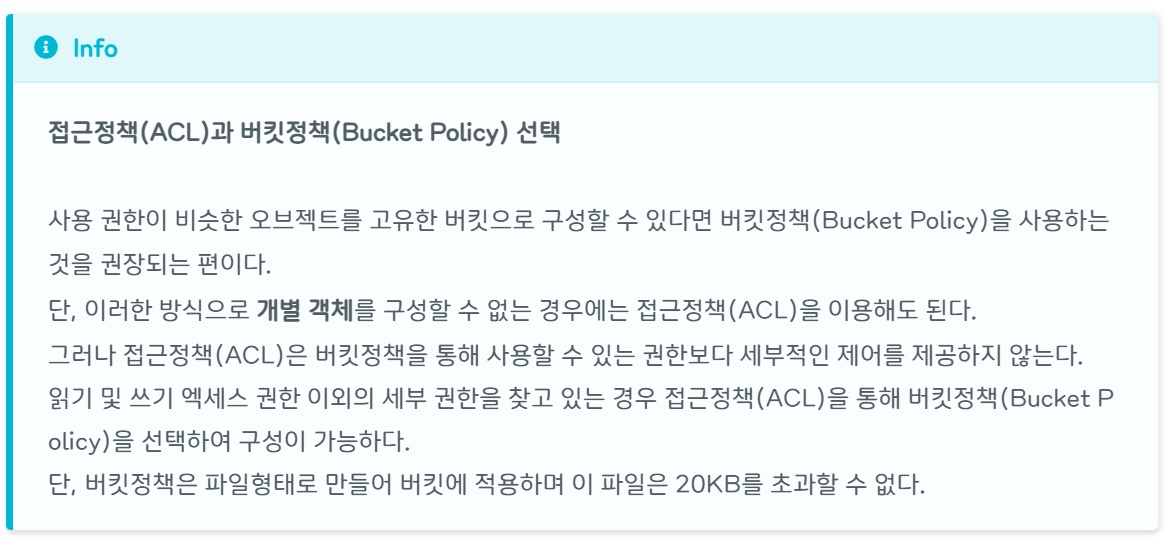 Info
접근정책(ACL)과 버킷정책(Bucket Policy) 선택
사용 권한이 비슷한 오브젝트를 고유한 버킷으로 구성할 수 있다면 버킷정책(Bucket Policy)을 사용하는
것을 권장되는 편이다.
단, 이러한 방식으로 개별 객체를 구성할 수 없는 경우에는 접근정책(ACL)을 이용해도 된다.
그러나 접근정책(ACL)은 버킷정책을 통해 사용할 수 있는 권한보다 세부적인 제어를 제공하지 않는다.
읽기 및 쓰기 엑세스 권한 이외의 세부 권한을 찾고 있는 경우 접근정책(ACL)을 통해 버킷정책(Bucket P
olicy)을 선택하여 구성이 가능하다.
단, 버킷정책은 파일형태로 만들어 버킷에 적용하며 이 파일은 20KB를 초과할 수 없다.